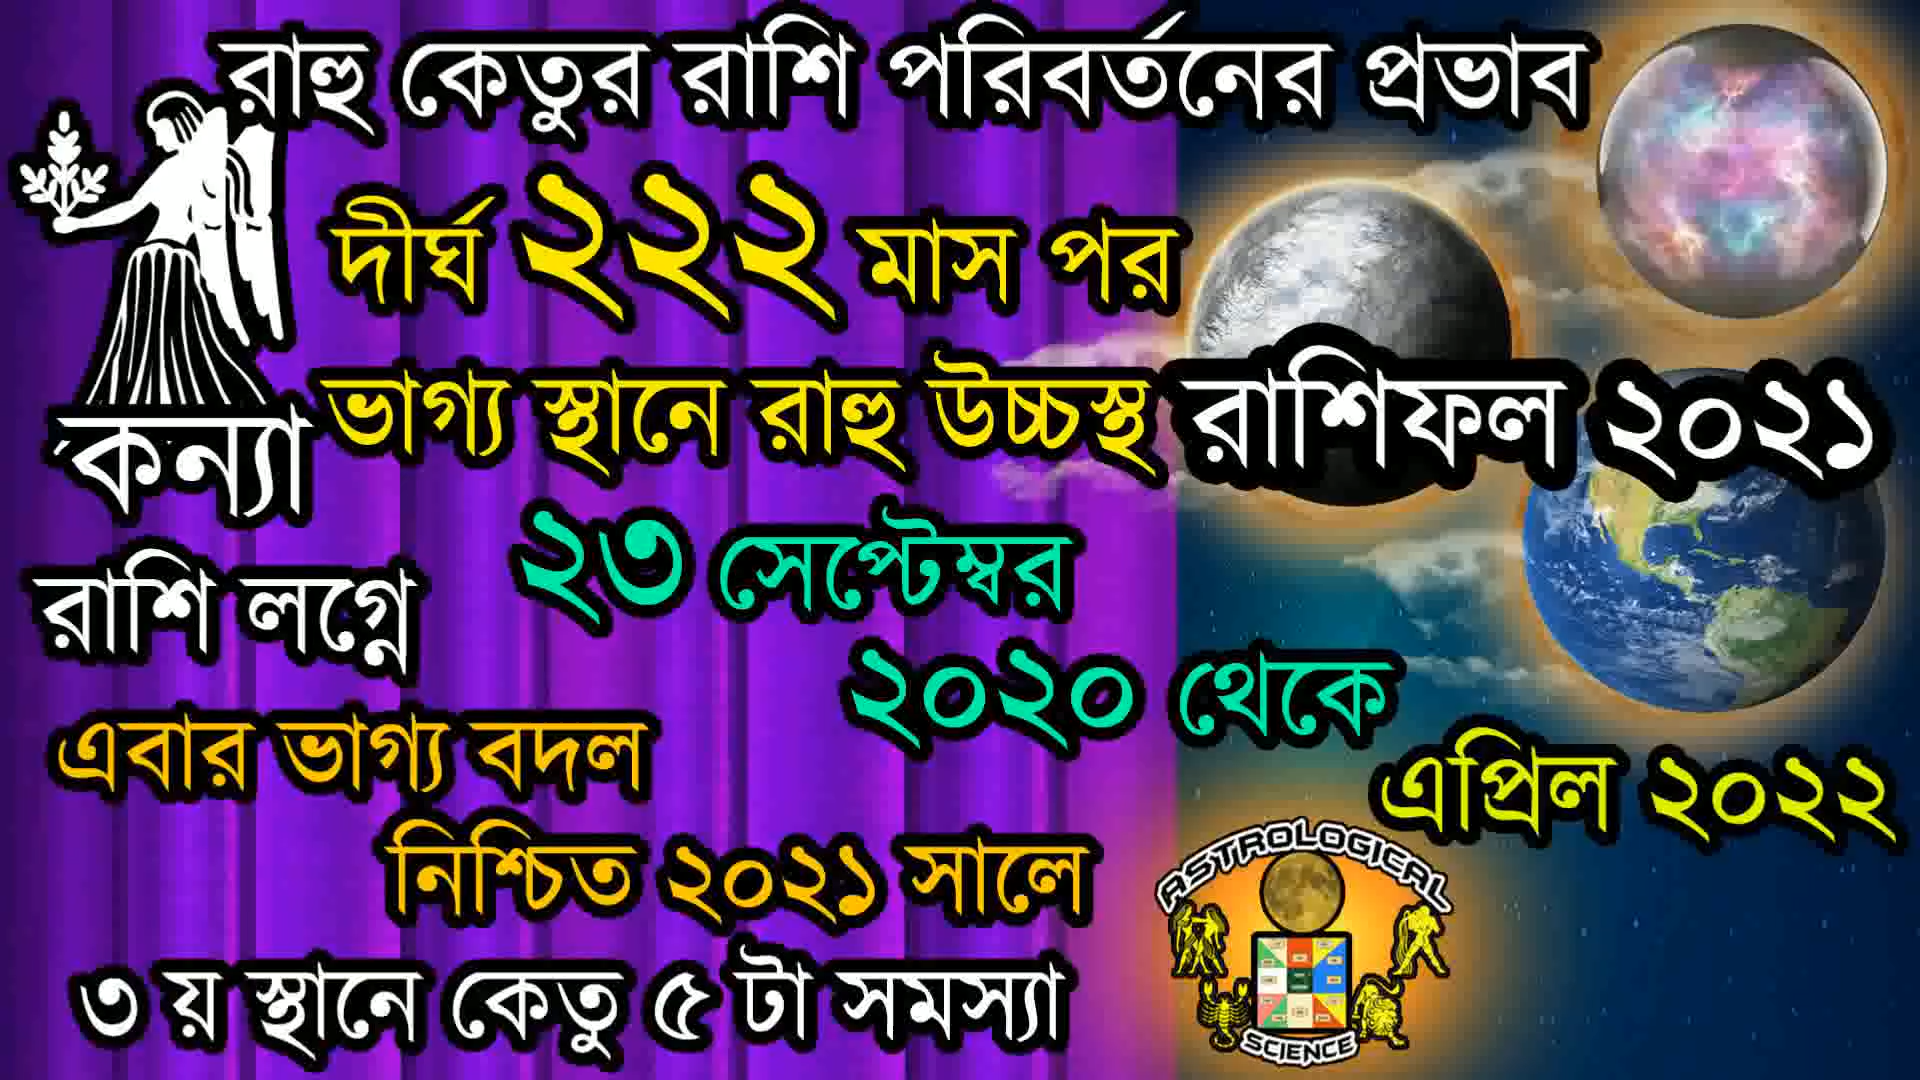 রাহু কেতুর রাশি পরিবর্তনের প্রভাব
দীর্ঘ ২২২ মাস পর
ভাগ্য স্থানে রাহু উচ্চস্থ রাশিফল ২০২১
কন্যা
রাশি লগ্নে
২৩ সেপ্টেম্বর
২০২০ থেকে
এপ্রিল ২০২২
এবার ভাগ্য বদল
নিশ্চিত ২০২১ সালে
৩ য় স্থানে কেতু ৫ টা সমস্যা
ASTROLOGICAL
SCIENCE